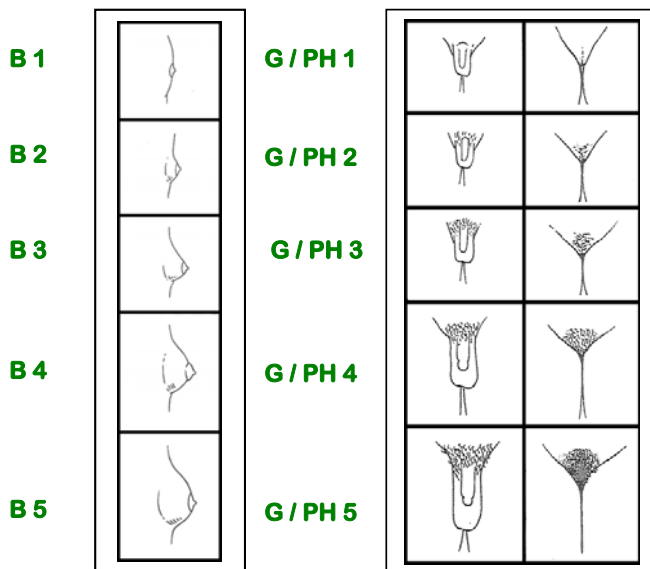 B 1
G / PH 1
B 2
G / PH 2
B 3
G / PH 3
B 4
G / PH 4
B 5
G / PH 5